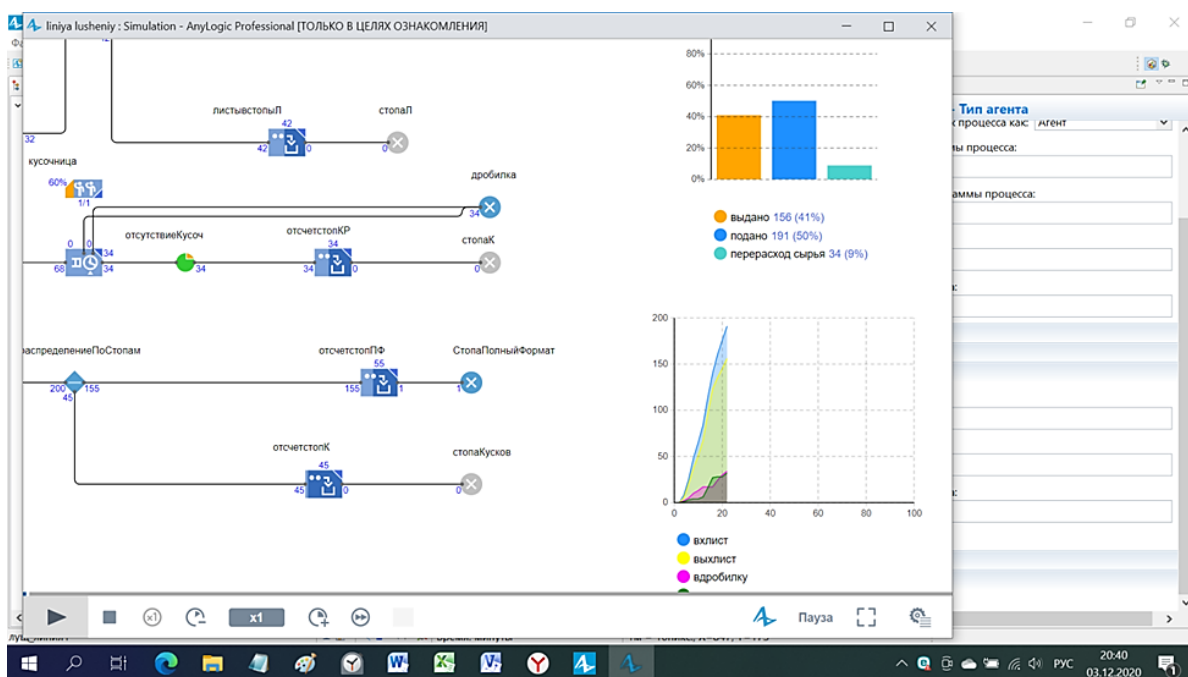 liniya lusheniy : Simulation - AnyLogic Professional [ТОЛЬКО В ЦЕЛЯХ ОЗНАКОМЛЕНИЯ]
- Тип агента
процесса как: Агент
процесса:
процесса:
32
листывстопыЛ
стопаЛ
42
42 0 0
кусочница
60%
1/1
дробилка
34
0 0
34
68 34
отсутствиеКусоч
34
отсчетстопКР
34
34 0
стопаК
0
аспределениеПоСтопам
200 155
45
отсчетстопПФ
55
155 1
СтопаПолныйФормат
1
отсчетстопК
45
45 0
стопаКусков
0
80%
60%
40%
20%
0%
выдано 156 (41%)
подано 191 (50%)
перерасход сырья 34 (9%)
200
150
100
50
0
0 20 40 60 80 100
вхлист
выхлист
вдробилку
x1
Пауза
РУС
20:40
03.12.2020